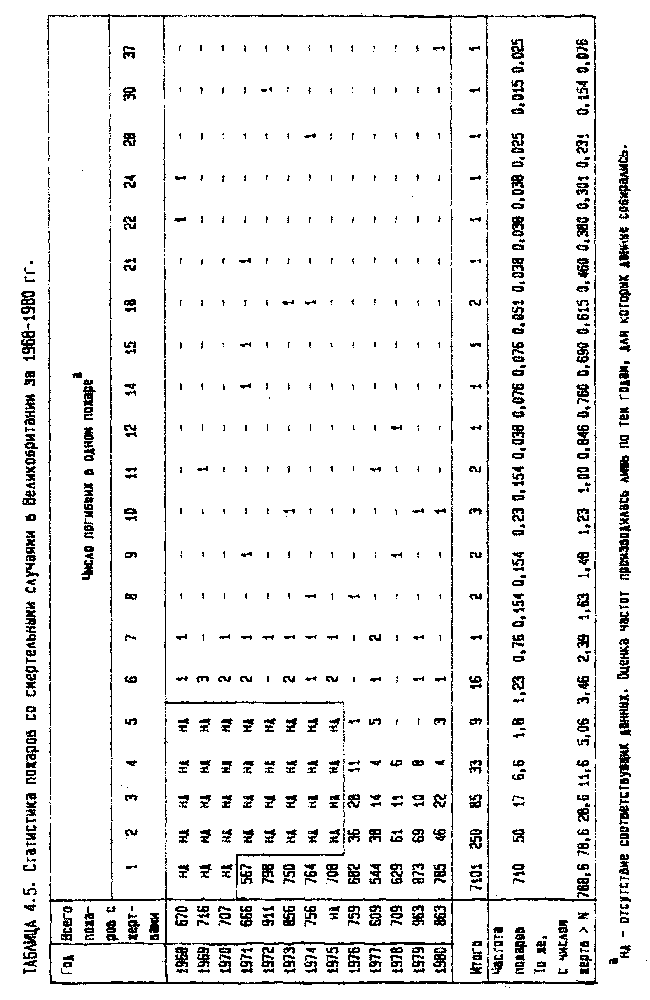 ТАБЛИЦА 4.5. Статистика пожаров со смертельными случаями в Великобритании за 1968-1980 гг.
Год Всего пожа- ров с жерт- вами Число погибших в одном пожаре а
1 2 3 4 5 6 7 8 9 10 11 12 14 15 18 21 22 24 28 30 37
1968 670 НД НД НД НД НД 1 1 - - - - - - - - - 1 1 - - -
1969 716 НД НД НД НД НД 3 - - - - 1 - - - - - - - - - -
1970 707 НД НД НД НД НД 2 1 - - - - - - - - - - - - - -
1971 666 567 НД НД НД НД 2 1 - 1 - - - 1 1 - 1 - - - - -
1972 911 798 НД НД НД НД - 1 - - - - - - - - - - - - 1 -
1973 856 750 НД НД НД НД 2 1 - - 1 - - - - 1 - - - - - -
1974 756 764 НД НД НД НД 1 1 1 - - - - - - 1 - - - 1 - -
1975 НД 708 НД НД НД НД 2 1 - - - - - - - - - - - - - -
1976 759 682 36 28 11 1 - - 1 - - - - - - - - - - - - -
1977 609 544 38 14 4 5 1 2 - - - 1 - - - - - - - - - -
1978 709 629 61 11 6 - - - - 1 - - 1 - - - - - - - - -
1979 963 873 69 10 8 - 1 1 - - 1 - - - - - - - - - - -
1980 863 785 46 22 4 3 1 - - - 1 - - - - - - - - - - 1
Итого 7101 250 85 33 9 16 1 2 2 3 2 1 1 1 2 1 1 1 1 1 1
Частота
пожаров 710 50 17 6,6 1,8 1,23 0,76 0,154 0,154 0,23 0,154 0,038 0,076 0,076 0,051 0,038 0,038 0,038 0,025 0,015 0,025
То же,
с числом
жертв > N 788,6 78,6 28,6 11,6 5,06 3,46 2,39 1,63 1,48 1,23 1,00 0,846 0,760 0,690 0,615 0,460 0,380 0,301 0,231 0,154 0,076
а НД - отсутствие соответствующих данных. Оценка частот производилась лишь по тем годам, для которых данные собирались.